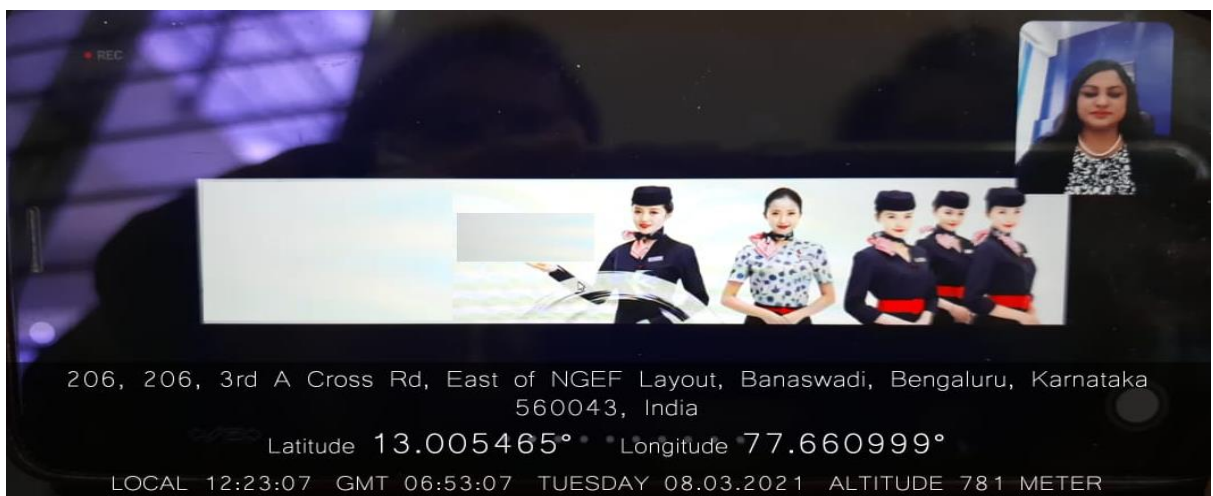 REC
206, 206, 3rd A Cross Rd, East of NGEF Layout, Banaswadi, Bengaluru, Karnataka
560043, India
Latitude 13.005465° Longitude 77.660999°
LOCAL 12:23:07 GMT 06:53:07 TUESDAY 08.03.2021 ALTITUDE 781 METER